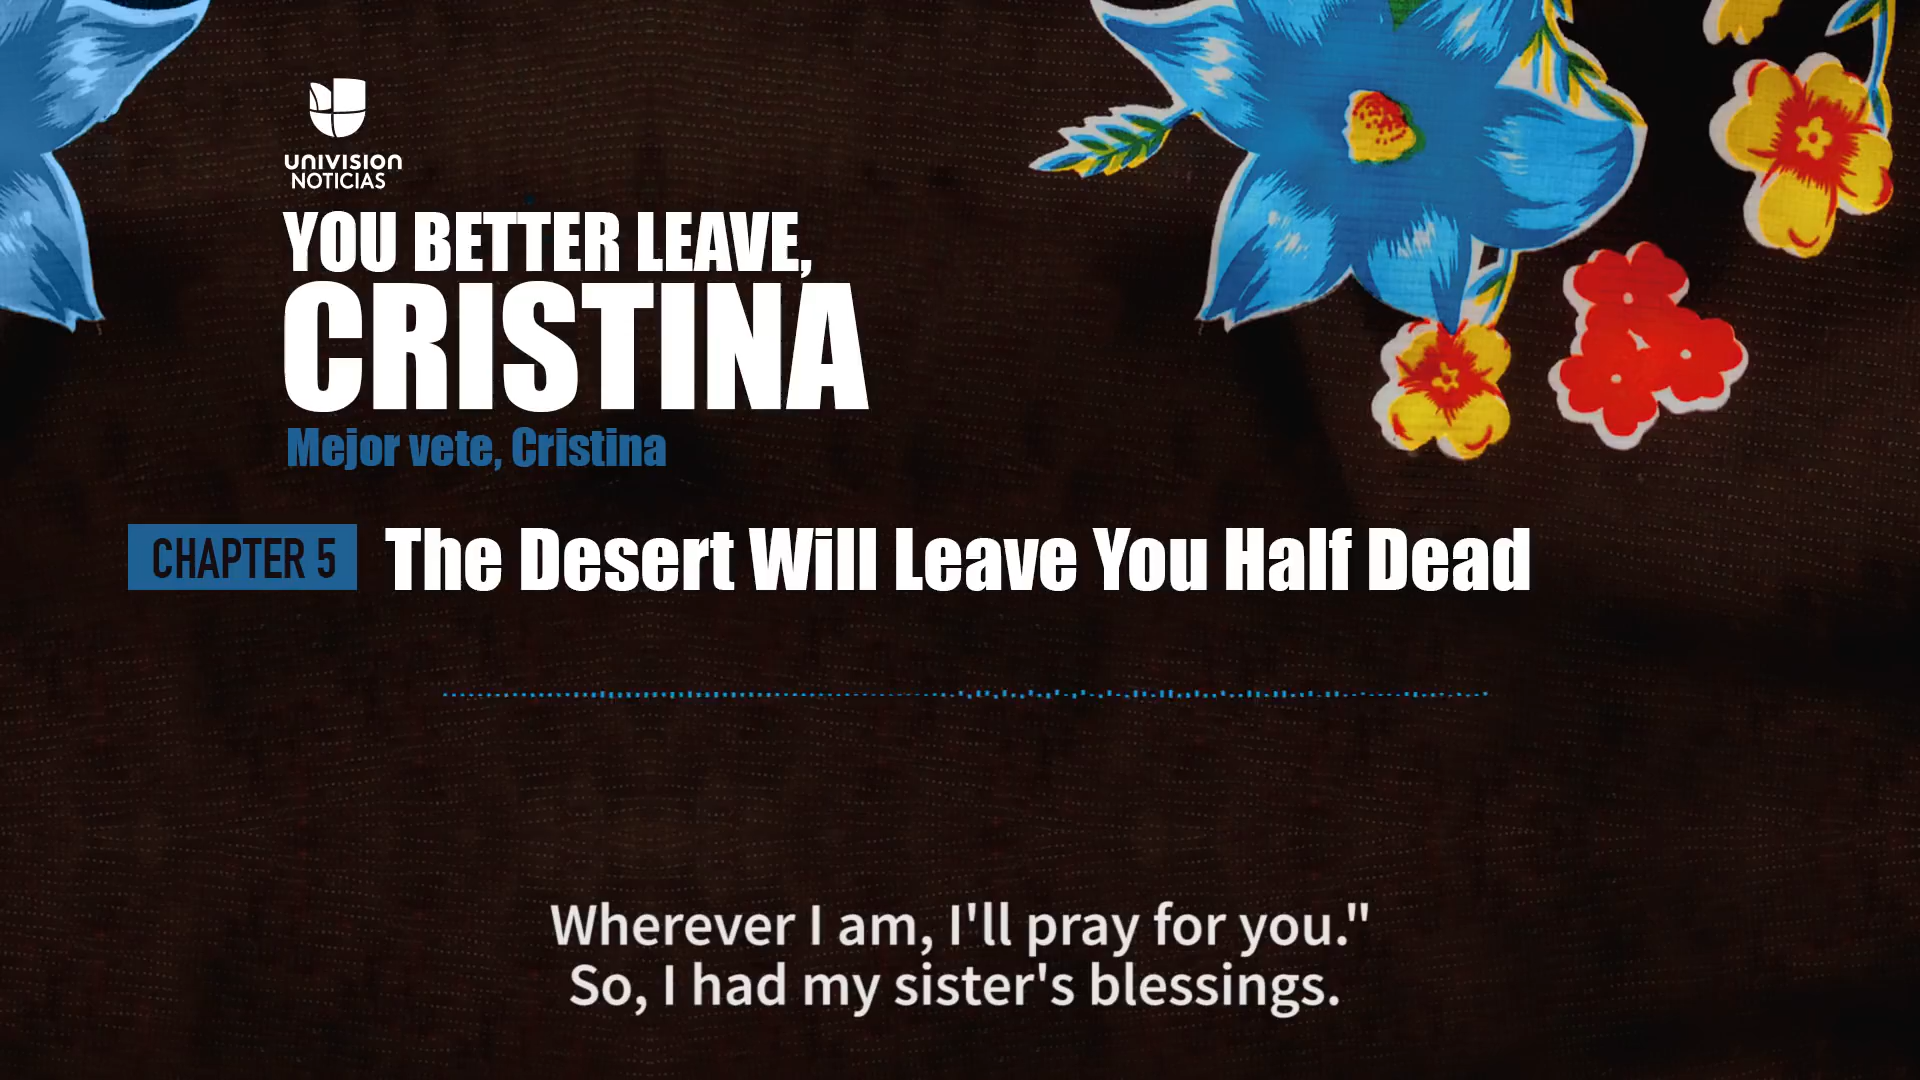 UNIVISION
NOTICIAS
YOU BETTER LEAVE,
CRISTINA
Mejor vete, Cristina
CHAPTER 5
The Desert Will Leave You Half Dead
Wherever I am, I'll pray for you."
So, I had my sister's blessings.